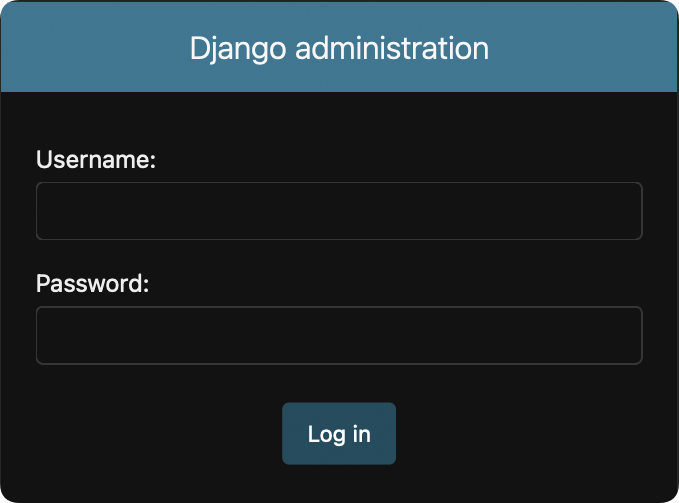 Django administration
Username:
Password:
Log in